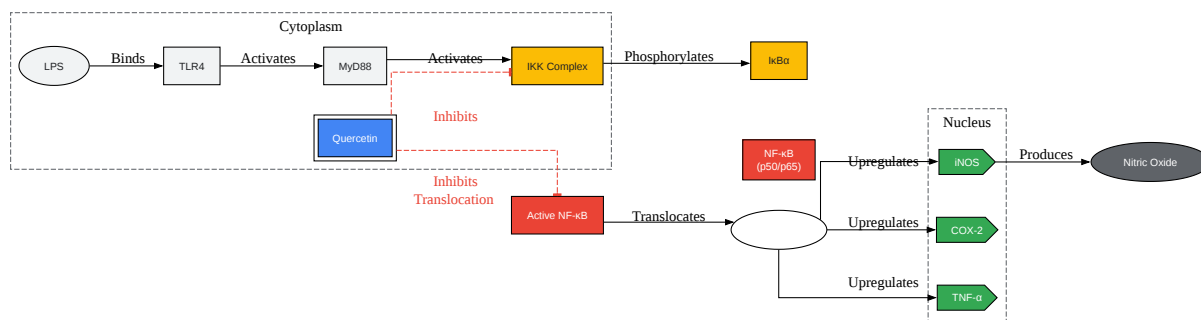 Cytoplasm
LPS
Binds
TLR4
Activates
MyD88
Activates
IKK Complex
Phosphorylates
IκBα
Inhibits
Quercetin
Inhibits
Translocation
Active NF-κB
Translocates
NF-κB
(p50/p65)
Nucleus
Upregulates
iNOS
Produces
Nitric Oxide
Upregulates
COX-2
Upregulates
TNF-α